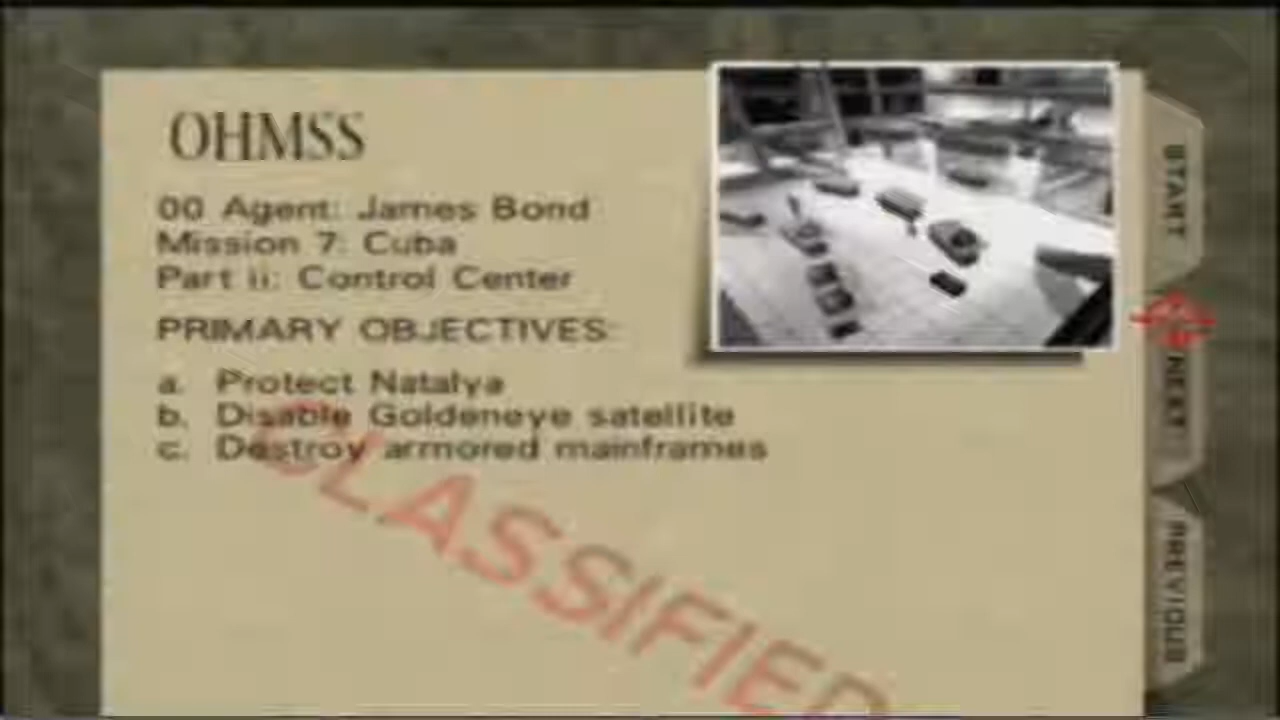 OHMSS
00 Agent: James Bond
Mission 7: Cuba
Part ii: Control Center
PRIMARY OBJECTIVES:
a. Protect Natalya
b. Disable Goldeneye satellite
c. Destroy armored mainframes
CLASSIFIED
START
NEXT
PREVIOUS